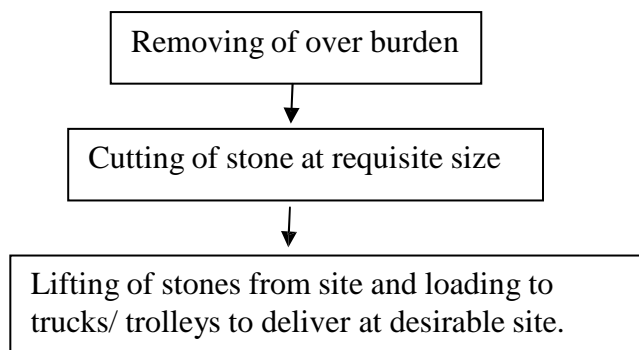 Removing of over burden
Cutting of stone at requisite size
Lifting of stones from site and loading to
trucks/ trolleys to deliver at desirable site.